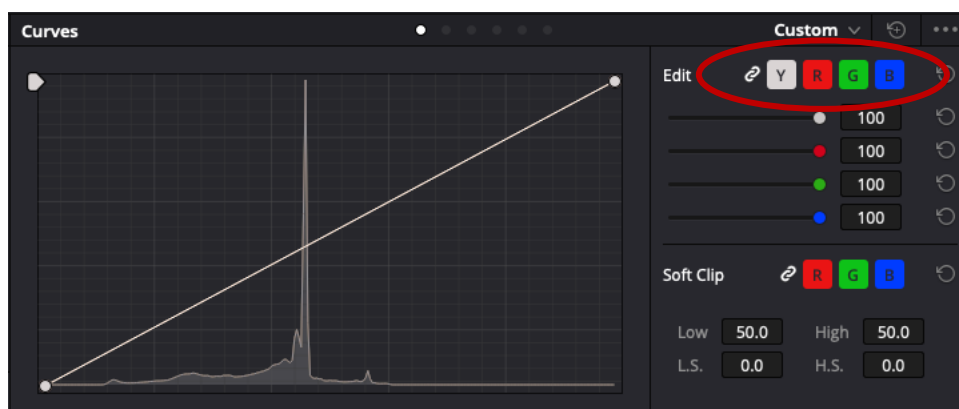 Curves
Custom
Edit Y R G B
100
100
100
100
Soft Clip R G B
Low 50.0 High 50.0
L.S. 0.0 H.S. 0.0